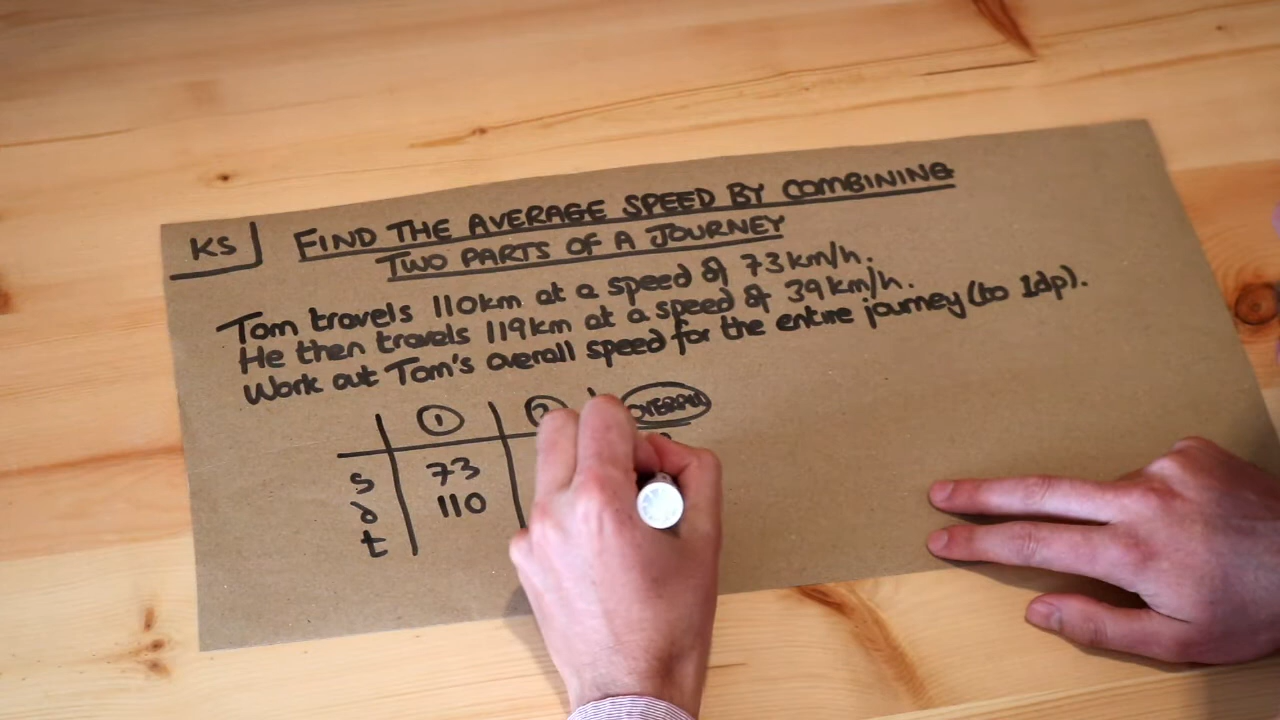 KS
FIND THE AVERAGE SPEED BY COMBINING
TWO PARTS OF A JOURNEY
Tom travels 110km at a speed of 73km/h.
He then travels 119km at a speed of 39km/h.
Work out Tom's overall speed for the entire journey (to 1dp).
1 2 OVERALL
s 73
d 110
t